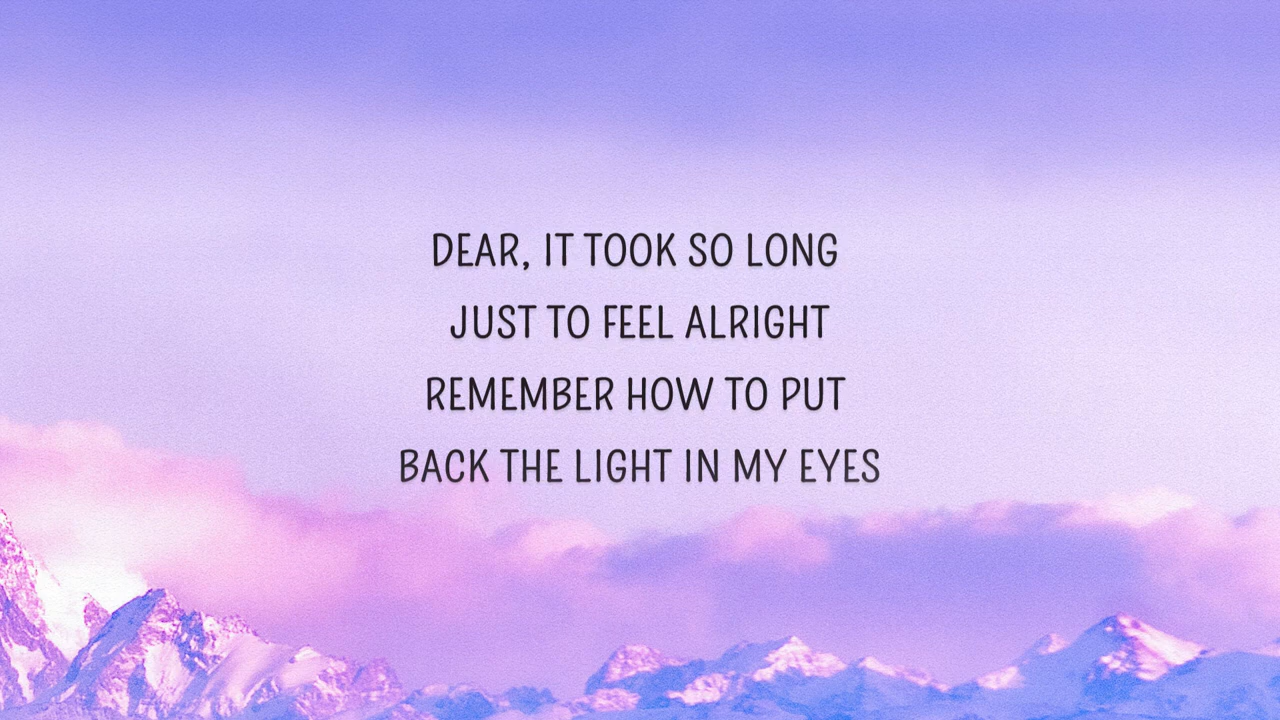 DEAR, IT TOOK SO LONG
JUST TO FEEL ALRIGHT
REMEMBER HOW TO PUT
BACK THE LIGHT IN MY EYES